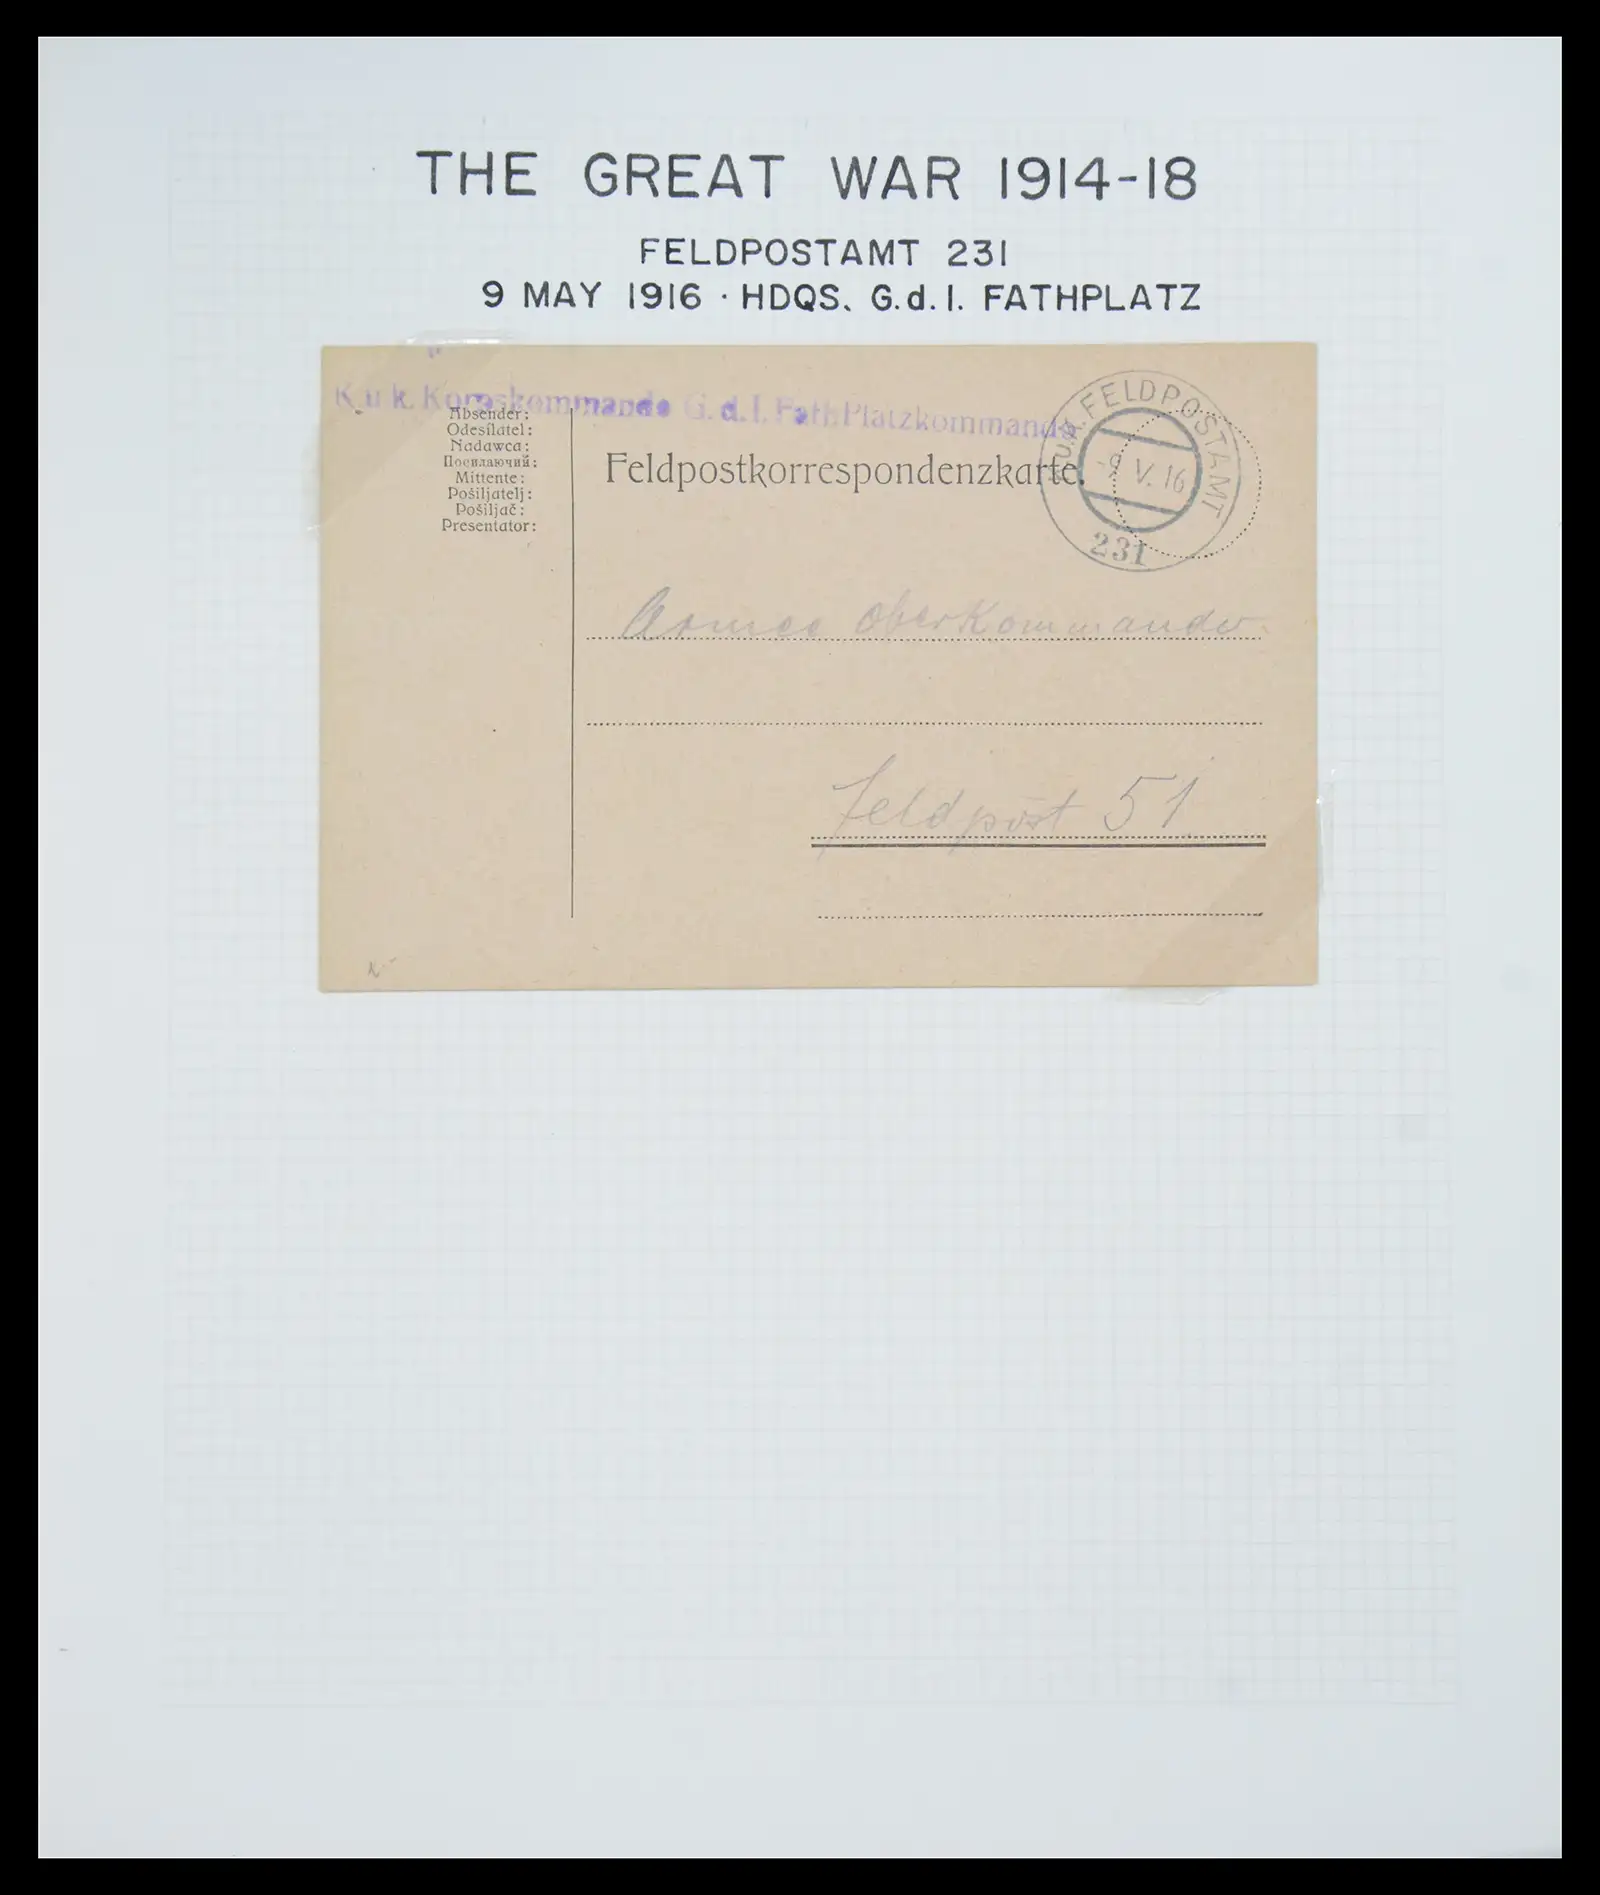 THE GREAT WAR 1914-18
FELDPOSTAMT 231
9 MAY 1916 · HDQS. G.d.I. FATHPLATZ
K.u.k. Korpskommando G.d.I. Fath Platzkommando
Absender:
Odesílatel:
Nadawca:
Посилаючий:
Mittente:
Pošiljatelj:
Pošiljač:
Presentator:
Feldpostkorrespondenzkarte.
K.u.K. FELDPOSTAMT
-9. V. 16
231
Armee Oberkommando
Feldpost 51